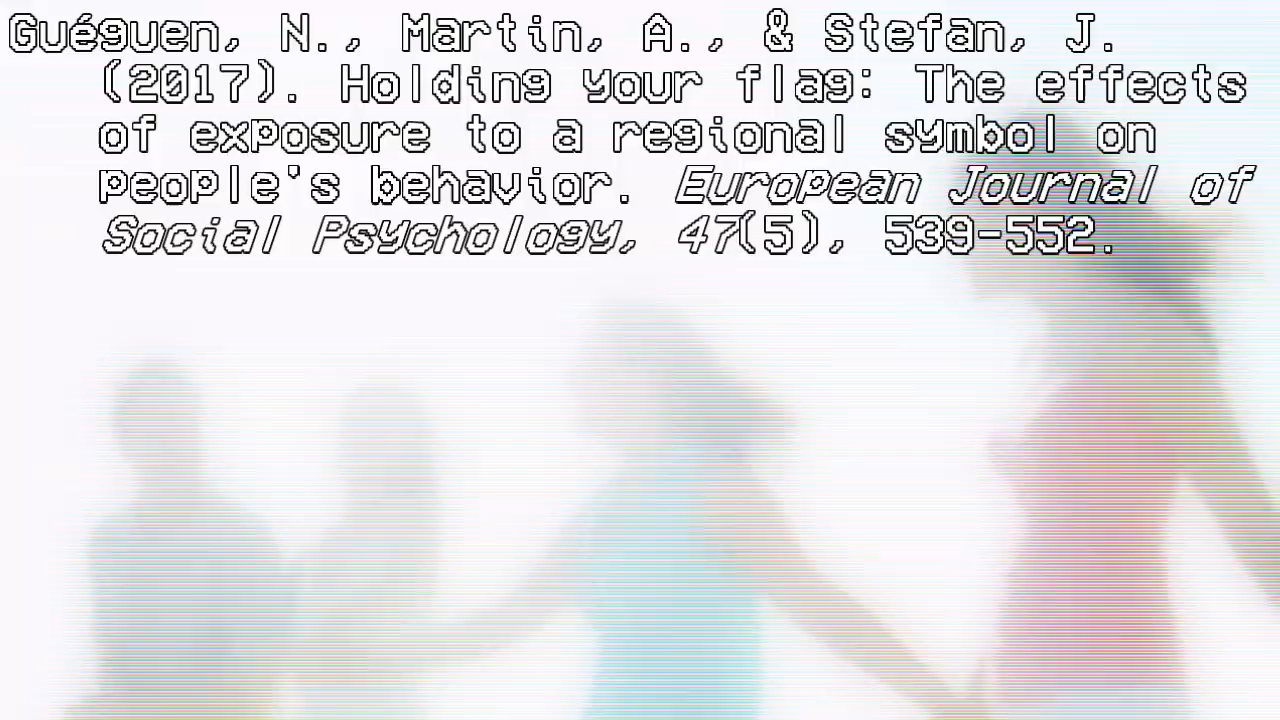 Guéguen, N., Martin, A., & Stefan, J.
(2017). Holding your flag: The effects
of exposure to a regional symbol on
people's behavior. European Journal of
Social Psychology, 47(5), 539-552.